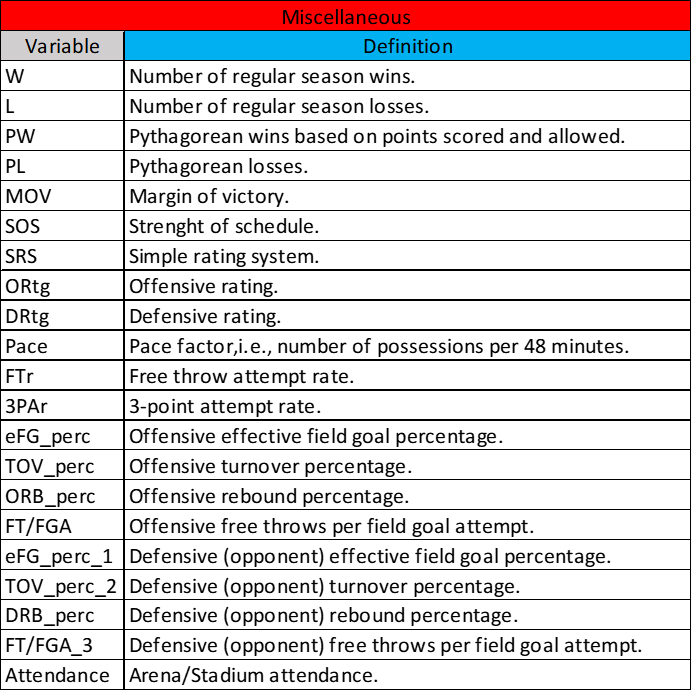 Miscellaneous
Variable Definition
W Number of regular season wins.
L Number of regular season losses.
PW Pythagorean wins based on points scored and allowed.
PL Pythagorean losses.
MOV Margin of victory.
SOS Strenght of schedule.
SRS Simple rating system.
ORtg Offensive rating.
DRtg Defensive rating.
Pace Pace factor,i.e., number of possessions per 48 minutes.
FTr Free throw attempt rate.
3PAr 3-point attempt rate.
eFG_perc Offensive effective field goal percentage.
TOV_perc Offensive turnover percentage.
ORB_perc Offensive rebound percentage.
FT/FGA Offensive free throws per field goal attempt.
eFG_perc_1 Defensive (opponent) effective field goal percentage.
TOV_perc_2 Defensive (opponent) turnover percentage.
DRB_perc Defensive (opponent) rebound percentage.
FT/FGA_3 Defensive (opponent) free throws per field goal attempt.
Attendance Arena/Stadium attendance.